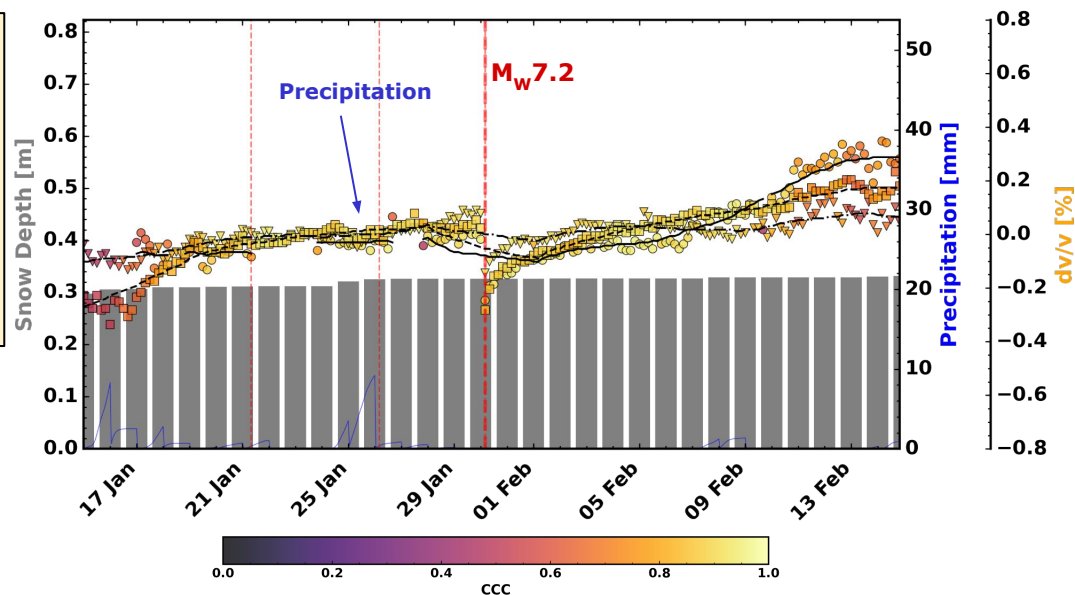 0.8
0.7
0.6
0.5
0.4
0.3
0.2
0.1
0.0
Snow Depth [m]
Precipitation
Mw7.2
50
40
30
20
10
0
Precipitation [mm]
0.8
0.6
0.4
0.2
0.0
−0.2
−0.4
−0.6
−0.8
dv/v [%]
17 Jan
21 Jan
25 Jan
29 Jan
01 Feb
05 Feb
09 Feb
13 Feb
0.0 0.2 0.4 0.6 0.8 1.0
CCC